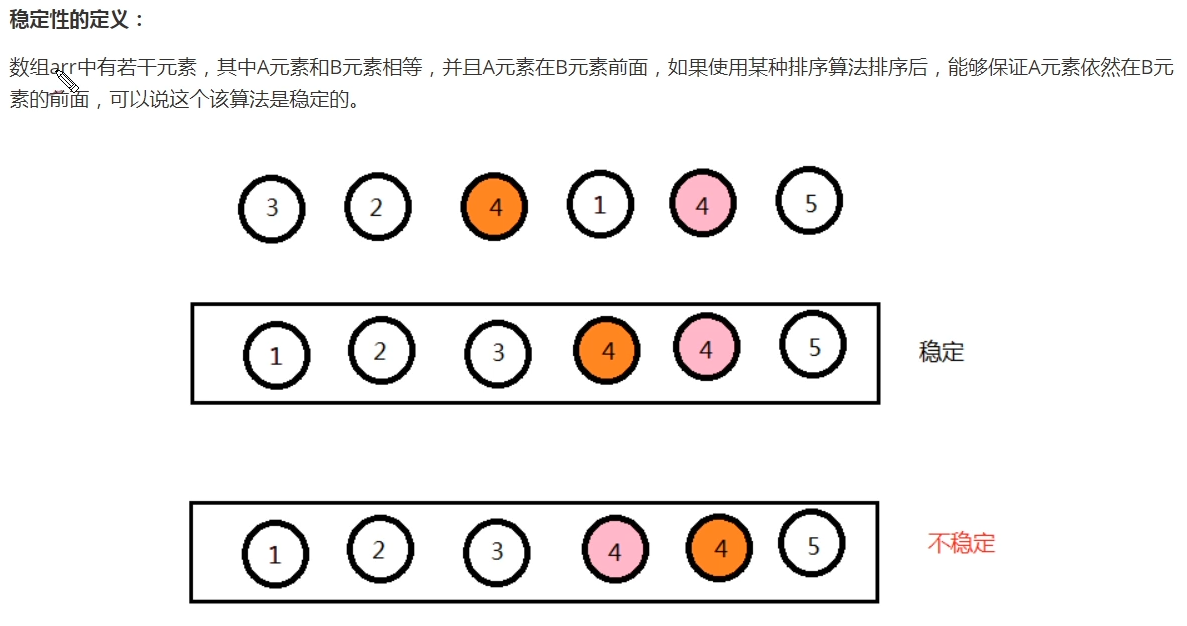 稳定性的定义：
数组arr中有若干元素，其中A元素和B元素相等，并且A元素在B元素前面，如果使用某种排序算法排序后，能够保证A元素依然在B元
素的前面，可以说这个该算法是稳定的。
3 2 4 1 4 5
1 2 3 4 4 5 稳定
1 2 3 4 4 5 不稳定